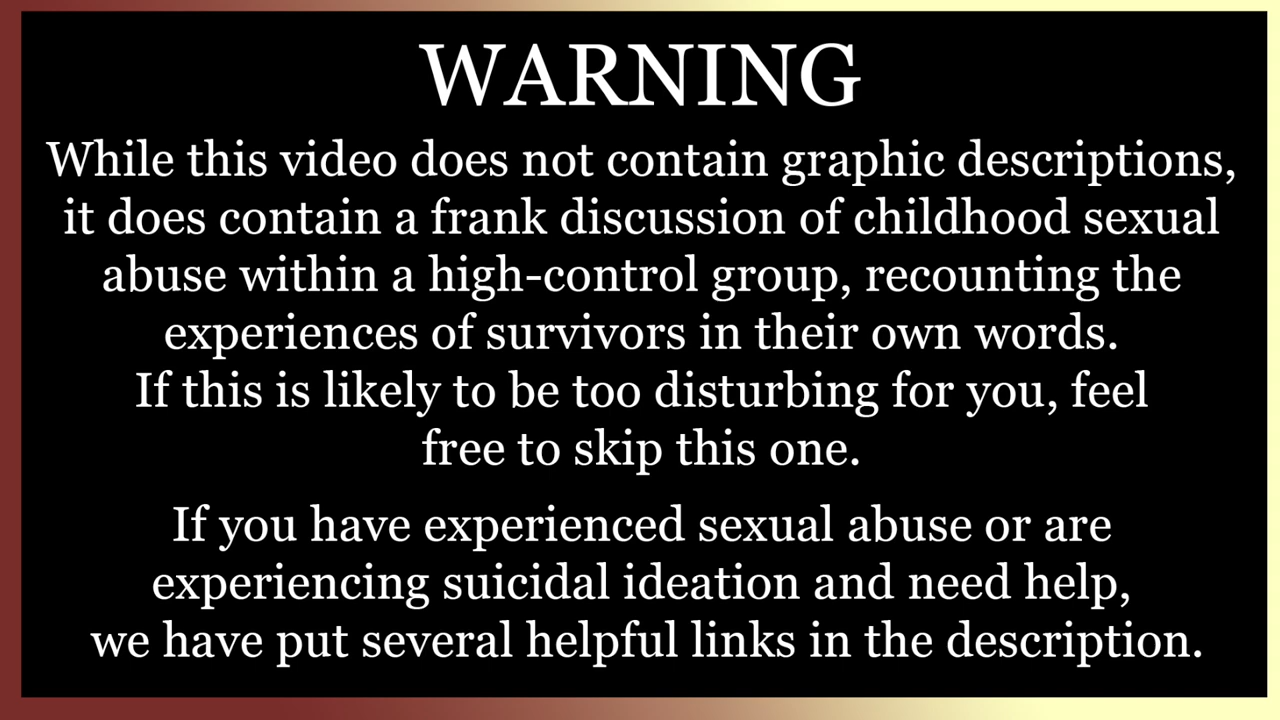 WARNING
While this video does not contain graphic descriptions,
it does contain a frank discussion of childhood sexual
abuse within a high-control group, recounting the
experiences of survivors in their own words.
If this is likely to be too disturbing for you, feel
free to skip this one.
If you have experienced sexual abuse or are
experiencing suicidal ideation and need help,
we have put several helpful links in the description.